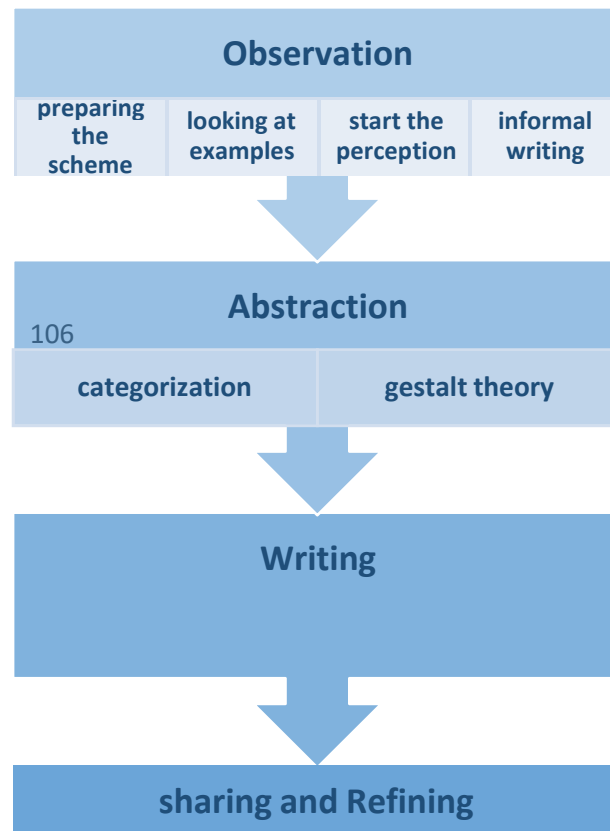 Observation
preparing
the
scheme
looking at
examples
start the
perception
informal
writing
Abstraction
106
categorization
gestalt theory
Writing
sharing and Refining